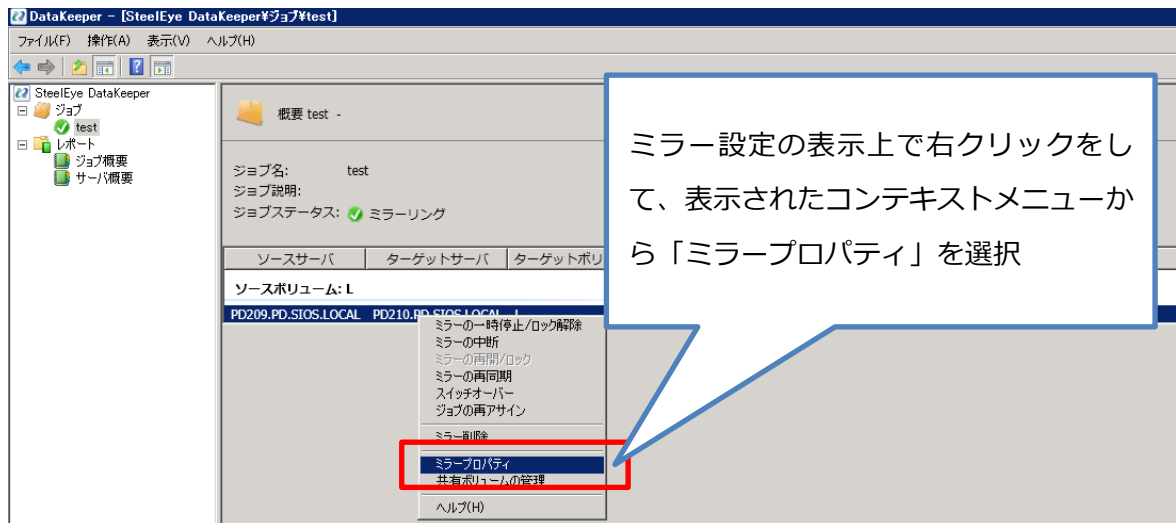 DataKeeper - [SteelEye DataKeeper¥ジョブ¥test]
ファイル(F) 操作(A) 表示(V) ヘルプ(H)
SteelEye DataKeeper
ジョブ
test
レポート
ジョブ概要
サーバ概要
概要 test -
ジョブ名: test
ジョブ説明:
ジョブステータス: ミラーリング
ソースサーバ ターゲットサーバ ターゲットボリ
ソースボリューム: L
PD209.PD.SIOS.LOCAL PD210.PD.SIOS.LOCAL L
ミラーの一時停止/ロック解除
ミラーの中断
ミラーの再開/ロック
ミラーの再同期
スイッチオーバー
ジョブの再アサイン
ミラー削除
ミラープロパティ
共有ボリュームの管理
ヘルプ(H)
ミラー設定の表示上で右クリックをし
て、表示されたコンテキストメニューか
ら「ミラープロパティ」を選択